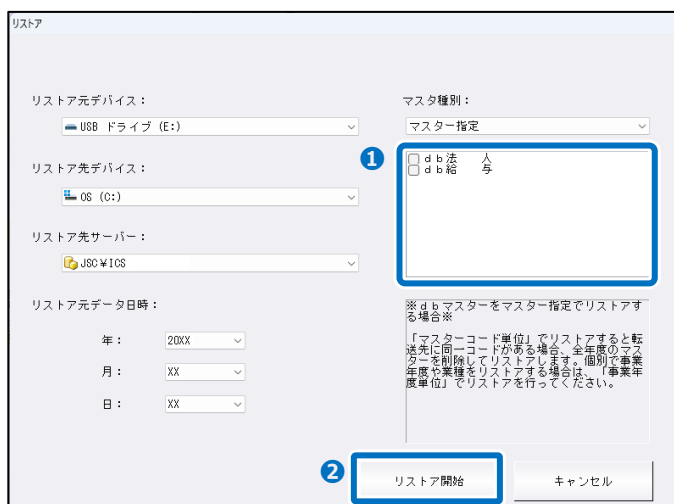 リストア
リストア元デバイス：
USB ドライブ (E:)
リストア先デバイス：
OS (C:)
リストア先サーバー：
JSC¥ICS
リストア元データ日時：
年：
20XX
月：
XX
日：
XX
マスタ種別：
マスター指定
❶
ｄｂ法　　人
ｄｂ給　　与
※ｄｂマスターをマスター指定でリストアす
る場合※
「マスターコード単位」でリストアすると転
送先に同一コードがある場合、全年度のマス
ターを削除してリストアします。個別で事業
年度や業種をリストアする場合は、「事業年
度単位」でリストアを行ってください。
❷
リストア開始
キャンセル